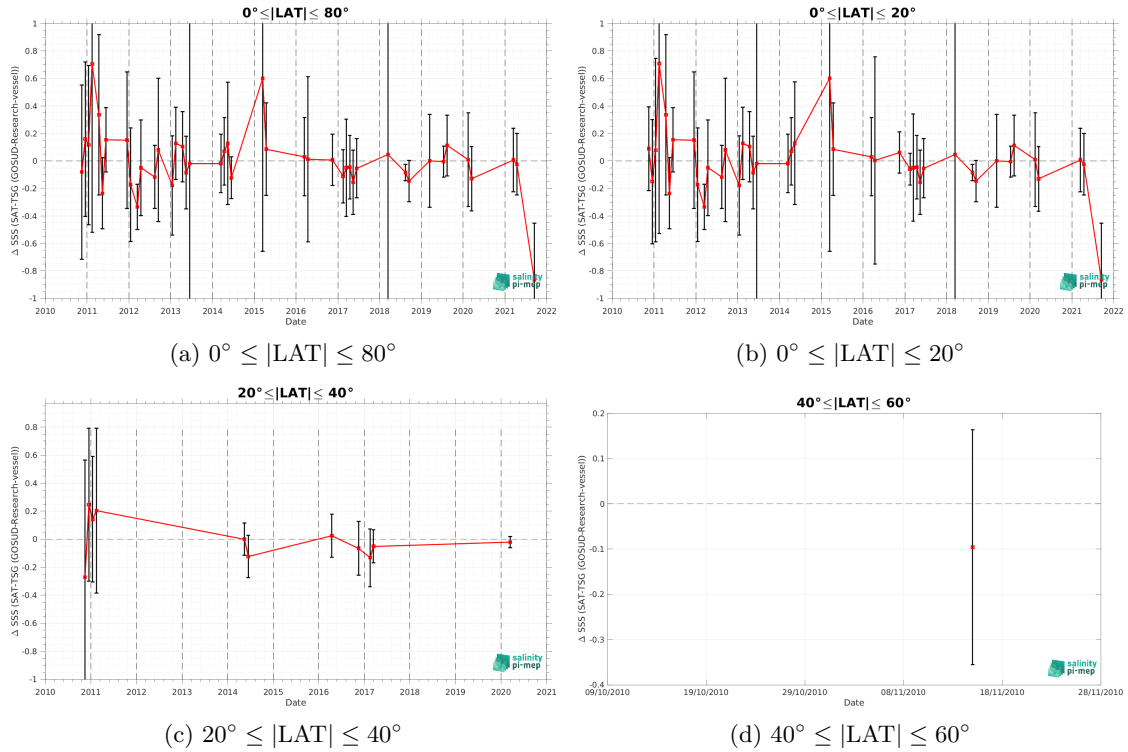 0°≤|LAT|≤ 80°
Δ SSS (SAT-TSG (GOSUD-Research-vessel))
1
0.8
0.6
0.4
0.2
0
-0.2
-0.4
-0.6
-0.8
-1
2010 2011 2012 2013 2014 2015 2016 2017 2018 2019 2020 2021 2022
Date
salinity
pi-mep
(a) 0° ≤ |LAT| ≤ 80°
0°≤|LAT|≤ 20°
Δ SSS (SAT-TSG (GOSUD-Research-vessel))
1
0.8
0.6
0.4
0.2
0
-0.2
-0.4
-0.6
-0.8
-1
2010 2011 2012 2013 2014 2015 2016 2017 2018 2019 2020 2021 2022
Date
salinity
pi-mep
(b) 0° ≤ |LAT| ≤ 20°
20°≤|LAT|≤ 40°
Δ SSS (SAT-TSG (GOSUD-Research-vessel))
0.8
0.6
0.4
0.2
0
-0.2
-0.4
-0.6
-0.8
-1
2010 2011 2012 2013 2014 2015 2016 2017 2018 2019 2020 2021
Date
salinity
pi-mep
(c) 20° ≤ |LAT| ≤ 40°
40°≤|LAT|≤ 60°
Δ SSS (SAT-TSG (GOSUD-Research-vessel))
0.2
0.1
0
-0.1
-0.2
-0.3
-0.4
09/10/2010 19/10/2010 29/10/2010 08/11/2010 18/11/2010 28/11/2010
Date
salinity
pi-mep
(d) 40° ≤ |LAT| ≤ 60°